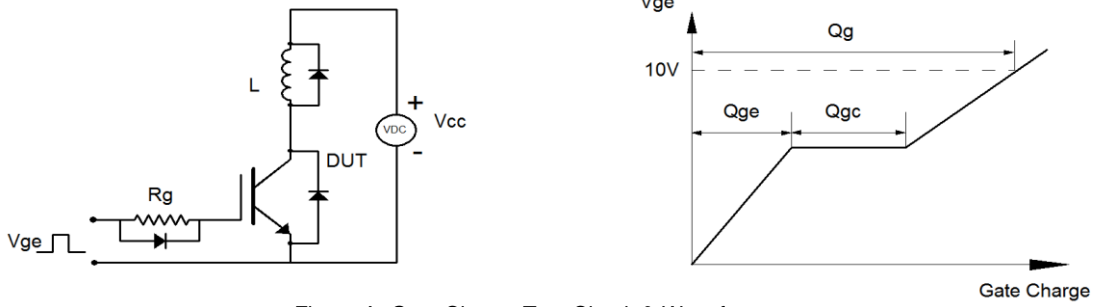 L
VDC
+
Vcc
-
DUT
Rg
Vge
Vge
Qg
10V
Qge
Qgc
Gate Charge